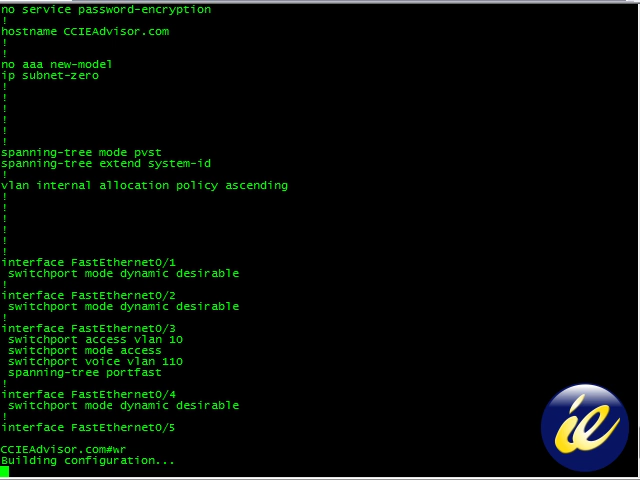 no service password-encryption
!
hostname CCIEAdvisor.com
!
!
no aaa new-model
ip subnet-zero
!
!
!
!
!
!
spanning-tree mode pvst
spanning-tree extend system-id
!
vlan internal allocation policy ascending
!
!
!
!
!
!
interface FastEthernet0/1
 switchport mode dynamic desirable
!
interface FastEthernet0/2
 switchport mode dynamic desirable
!
interface FastEthernet0/3
 switchport access vlan 10
 switchport mode access
 switchport voice vlan 110
 spanning-tree portfast
!
interface FastEthernet0/4
 switchport mode dynamic desirable
!
interface FastEthernet0/5
CCIEAdvisor.com#wr
Building configuration...
ie